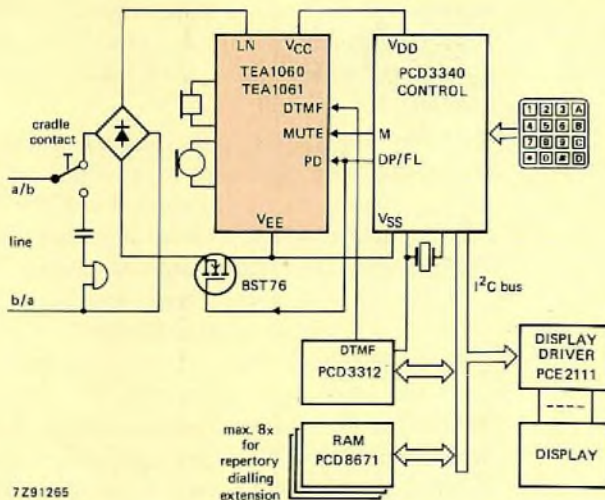 LN
VCC
TEA1060
TEA1061
DTMF
MUTE
PD
VEE
VDD
PCD3340
CONTROL
M
DP/FL
VSS
1 2 3 A
4 5 6 B
7 8 9 C
* 0 # D
cradle
contact
a/b
line
b/a
BST76
I²C bus
DTMF
PCD3312
DISPLAY
DRIVER
PCE2111
DISPLAY
max. 8x
for
repertory
dialling
extension
RAM
PCD8671
7Z91265